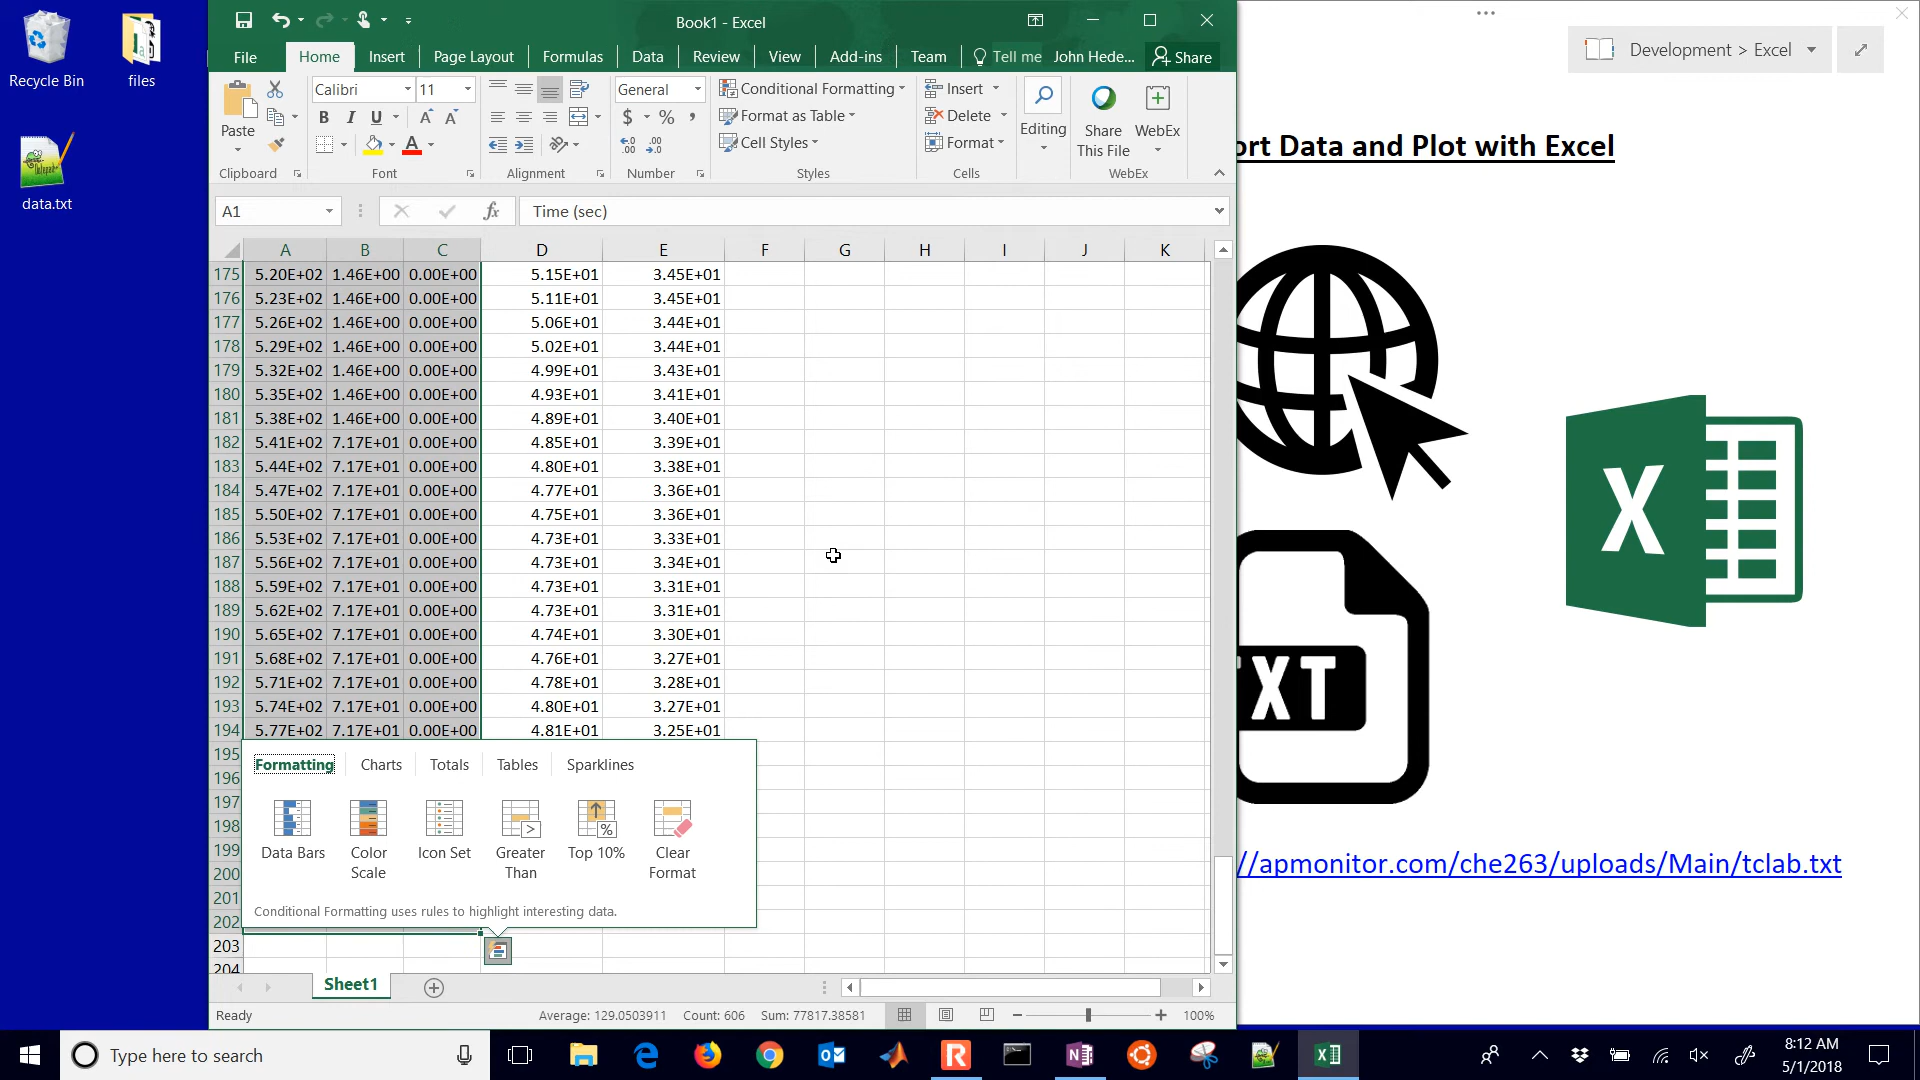 Recycle Bin
files
data.txt
Book1 - Excel
File Home Insert Page Layout Formulas Data Review View Add-ins Team Tell me John Hede... Share
Paste
Clipboard
Calibri 11
B I U
Font
Alignment
General
$ % ,
Number
Conditional Formatting
Format as Table
Cell Styles
Styles
Insert
Delete
Format
Cells
Editing
Share This File
WebEx
WebEx
A1 fx Time (sec)
A B C D E F G H I J K
175 5.20E+02 1.46E+00 0.00E+00 5.15E+01 3.45E+01
176 5.23E+02 1.46E+00 0.00E+00 5.11E+01 3.45E+01
177 5.26E+02 1.46E+00 0.00E+00 5.06E+01 3.44E+01
178 5.29E+02 1.46E+00 0.00E+00 5.02E+01 3.44E+01
179 5.32E+02 1.46E+00 0.00E+00 4.99E+01 3.43E+01
180 5.35E+02 1.46E+00 0.00E+00 4.93E+01 3.41E+01
181 5.38E+02 1.46E+00 0.00E+00 4.89E+01 3.40E+01
182 5.41E+02 7.17E+01 0.00E+00 4.85E+01 3.39E+01
183 5.44E+02 7.17E+01 0.00E+00 4.80E+01 3.38E+01
184 5.47E+02 7.17E+01 0.00E+00 4.77E+01 3.36E+01
185 5.50E+02 7.17E+01 0.00E+00 4.75E+01 3.36E+01
186 5.53E+02 7.17E+01 0.00E+00 4.73E+01 3.33E+01
187 5.56E+02 7.17E+01 0.00E+00 4.73E+01 3.34E+01
188 5.59E+02 7.17E+01 0.00E+00 4.73E+01 3.31E+01
189 5.62E+02 7.17E+01 0.00E+00 4.73E+01 3.31E+01
190 5.65E+02 7.17E+01 0.00E+00 4.74E+01 3.30E+01
191 5.68E+02 7.17E+01 0.00E+00 4.76E+01 3.27E+01
192 5.71E+02 7.17E+01 0.00E+00 4.78E+01 3.28E+01
193 5.74E+02 7.17E+01 0.00E+00 4.80E+01 3.27E+01
194 5.77E+02 7.17E+01 0.00E+00 4.81E+01 3.25E+01
195
196
197
198
199
200
201
202
203
204
Formatting Charts Totals Tables Sparklines
Data Bars
Color Scale
Icon Set
Greater Than
Top 10%
Clear Format
Conditional Formatting uses rules to highlight interesting data.
Sheet1
Ready Average: 129.0503911 Count: 606 Sum: 77817.38581 100%
Development > Excel
ort Data and Plot with Excel
X
XT
//apmonitor.com/che263/uploads/Main/tclab.txt
Type here to search
8:12 AM
5/1/2018